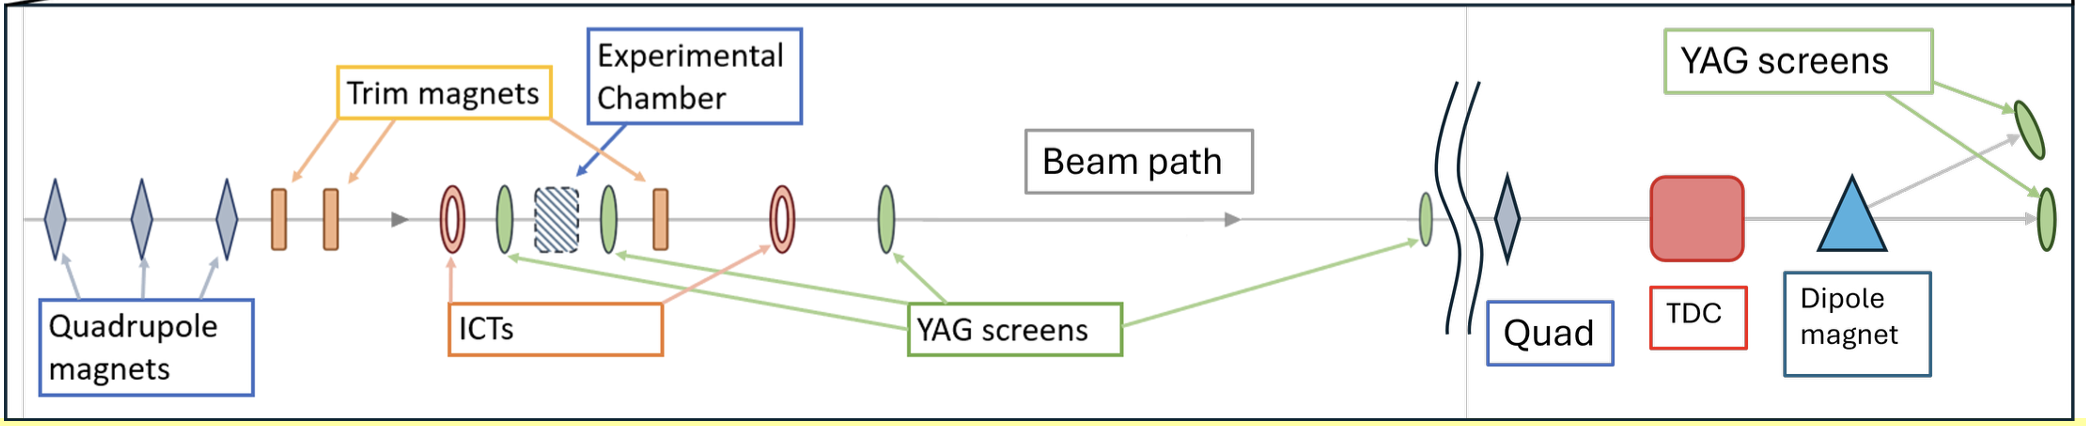 Trim magnets
Experimental
Chamber
Beam path
YAG screens
Quadrupole
magnets
ICTs
YAG screens
Quad
TDC
Dipole
magnet